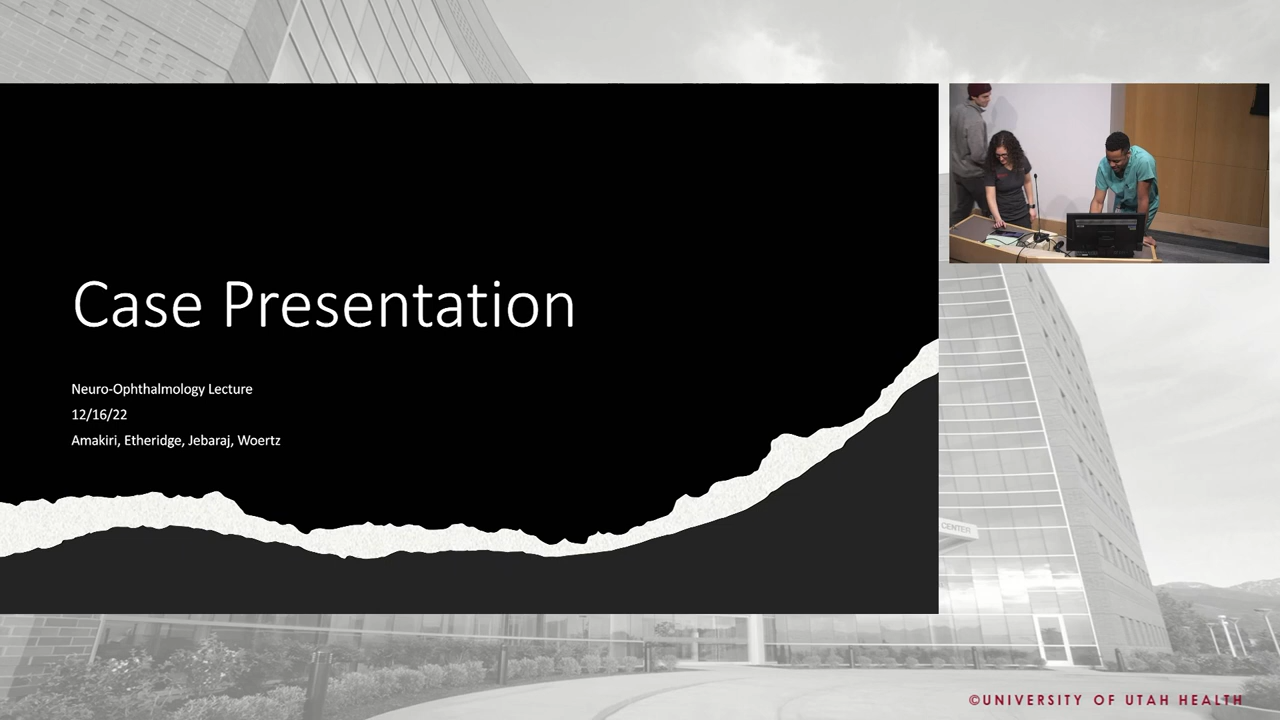 Case Presentation
Neuro-Ophthalmology Lecture
12/16/22
Amakiri, Etheridge, Jebaraj, Woertz
CENTER
©UNIVERSITY OF UTAH HEALTH